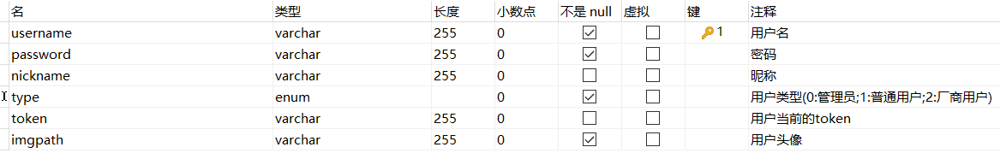 名 类型 长度 小数点 不是 null 虚拟 键 注释
username varchar 255 0 1 用户名
password varchar 255 0 密码
nickname varchar 255 0 昵称
type enum 0 用户类型(0:管理员;1:普通用户;2:厂商用户)
token varchar 255 0 用户当前的token
imgpath varchar 255 0 用户头像